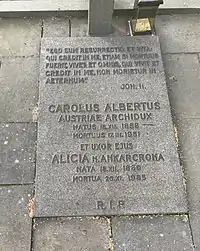 "EGO SUM RESURRECTIO ET VITA:
QUI CREDIT IN ME, ETIAM SI MORTUUS
FUERIT, VIVET ET OMNIS, QUI VIVIT ET
CREDIT IN ME, NON MORIETUR IN
AETERNUM"
JOH. 11.
CAROLUS ALBERTUS
AUSTRIAE ARCHIDUX
NATUS 18.XII. 1888
MORTUUS 17.III. 1951
ET UXOR EJUS
ALICIA N. ANKARCRONA
NATA 18.XII. 1889
MORTUA 26.XI. 1985
R. I. P.